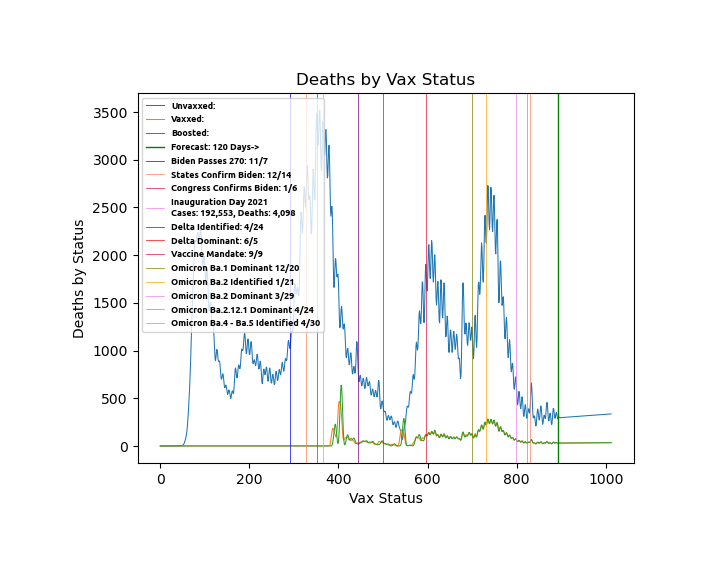 Deaths by Vax Status
3500
3000
2500
2000
1500
1000
500
0
Deaths by Status
Unvaxxed:
Vaxxed:
Boosted:
Forecast: 120 Days->
Biden Passes 270: 11/7
States Confirm Biden: 12/14
Congress Confirms Biden: 1/6
Inauguration Day 2021
Cases: 192,553, Deaths: 4,098
Delta Identified: 4/24
Delta Dominant: 6/5
Vaccine Mandate: 9/9
Omicron Ba.1 Dominant 12/20
Omicron Ba.2 Identified 1/21
Omicron Ba.2 Dominant 3/29
Omicron Ba.2.12.1 Dominant 4/24
Omicron Ba.4 - Ba.5 Identified 4/30
0 200 400 600 800 1000
Vax Status